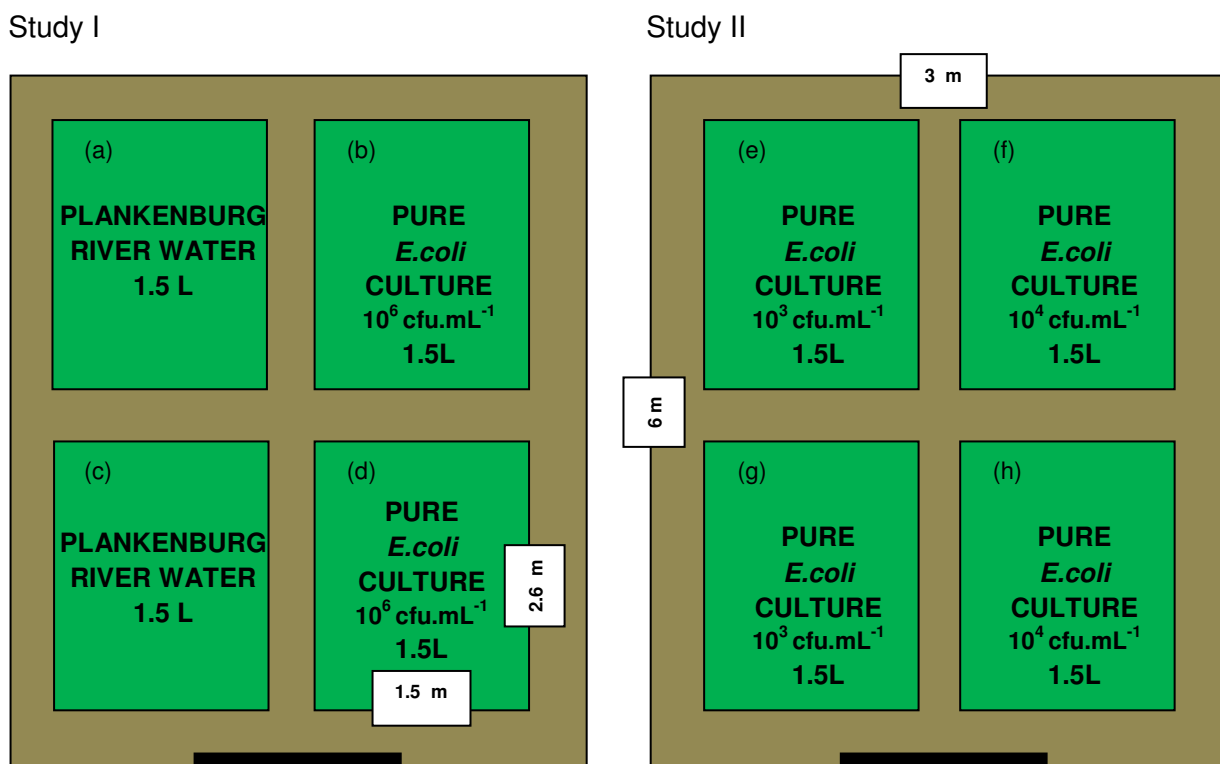 Study I
(a)
PLANKENBURG
RIVER WATER
1.5 L
(b)
PURE
E.coli
CULTURE
10⁶ cfu.mL⁻¹
1.5L
(c)
PLANKENBURG
RIVER WATER
1.5 L
(d)
PURE
E.coli
CULTURE
10⁶ cfu.mL⁻¹
1.5L
2.6 m
1.5 m
Study II
3 m
(e)
PURE
E.coli
CULTURE
10³ cfu.mL⁻¹
1.5L
(f)
PURE
E.coli
CULTURE
10⁴ cfu.mL⁻¹
1.5L
6 m
(g)
PURE
E.coli
CULTURE
10³ cfu.mL⁻¹
1.5L
(h)
PURE
E.coli
CULTURE
10⁴ cfu.mL⁻¹
1.5L